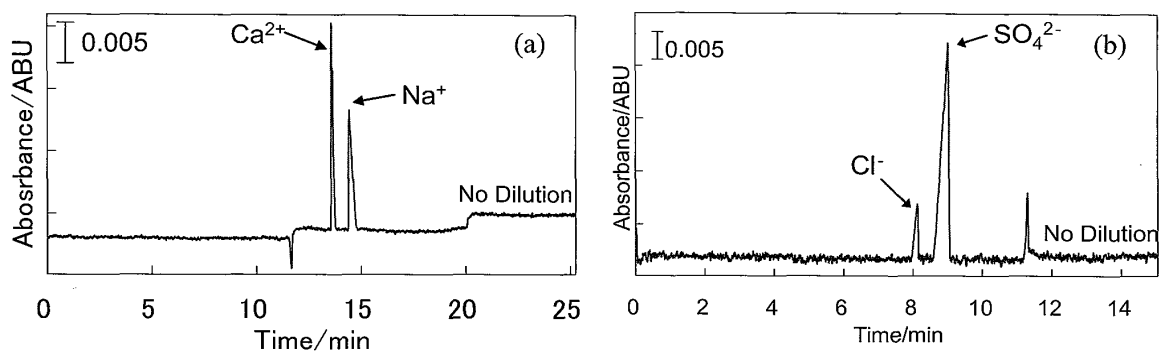 (a)
0.005
Ca²⁺
Na⁺
No Dilution
Abosrbance/ABU
0 5 10 15 20 25
Time/min
(b)
0.005
SO₄²⁻
Cl⁻
No Dilution
Absorbance/ABU
0 2 4 6 8 10 12 14
Time/min